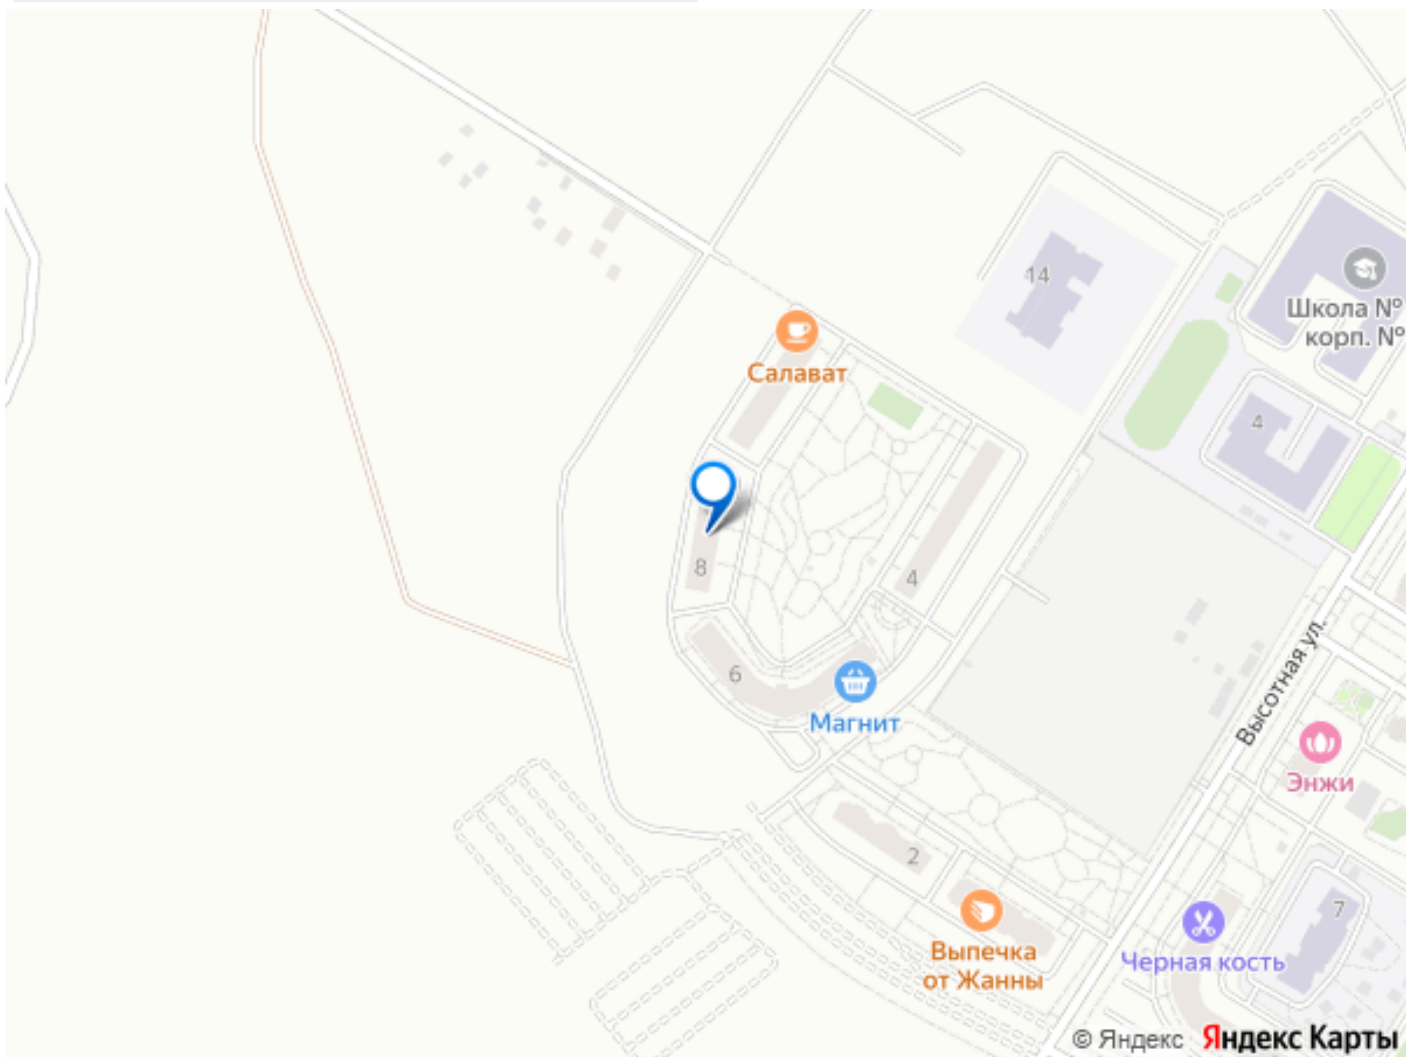 14
Школа №
корп. №
Салават
4
8
4
6
Магнит
Высотная ул.
Энжи
2
7
Выпечка
от Жанны
Черная кость
© Яндекс Яндекс Карты